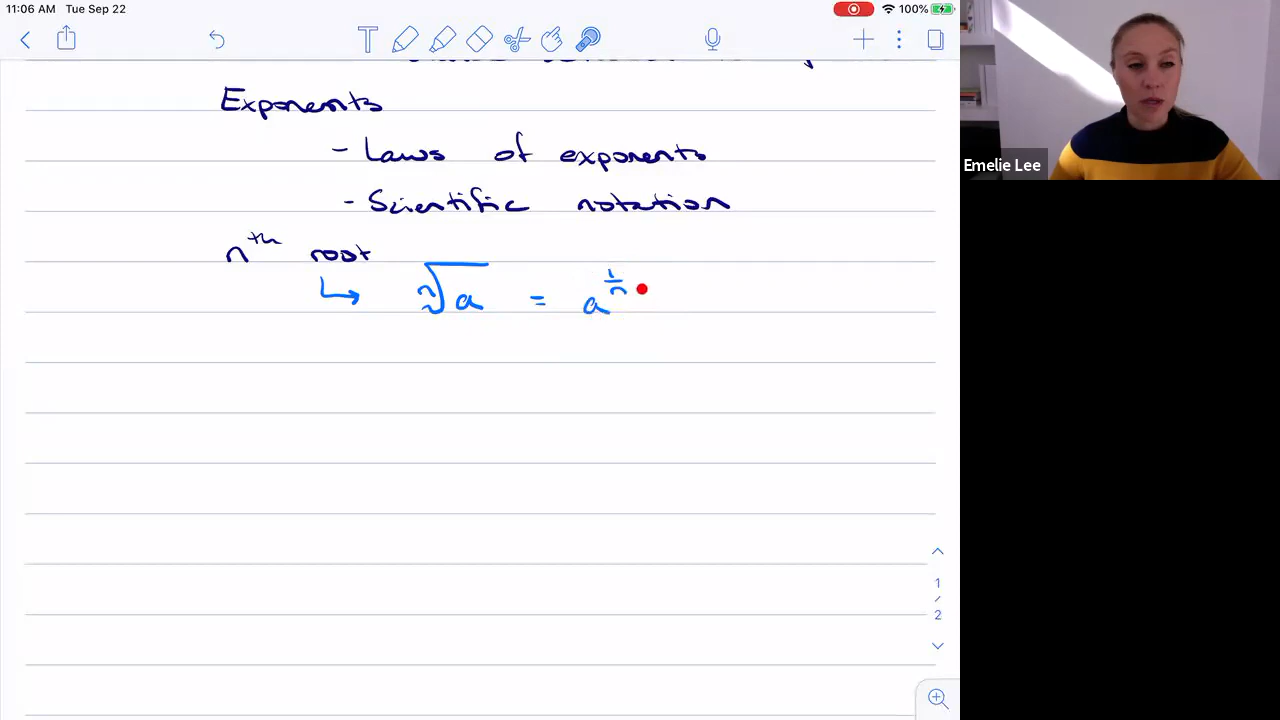 11:06 AM Tue Sep 22
100%
Exponents
- Laws of exponents
- Scientific notation
nth root
↳ ⁿ√a = a^(1/n)
Emelie Lee
1
/
2